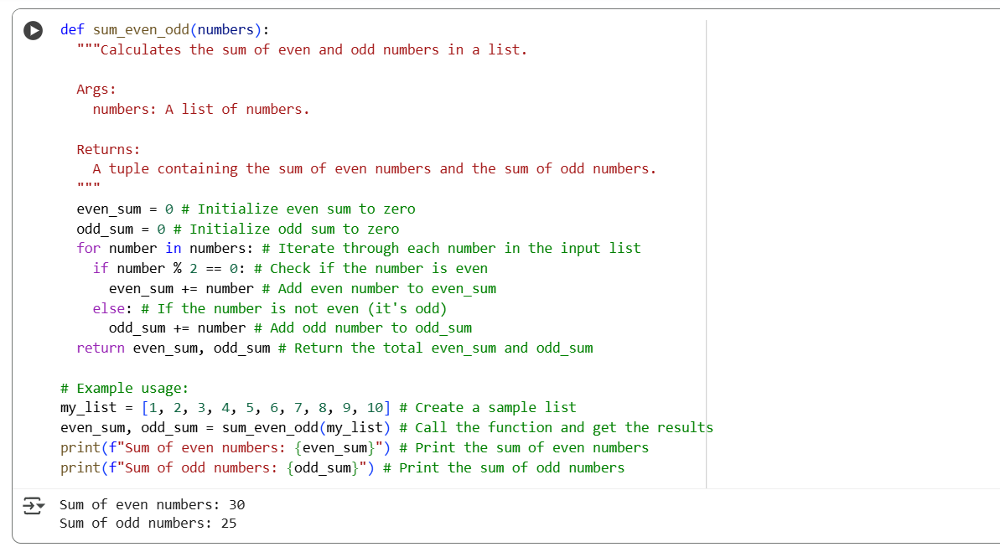 def sum_even_odd(numbers):
  """Calculates the sum of even and odd numbers in a list.

  Args:
    numbers: A list of numbers.

  Returns:
    A tuple containing the sum of even numbers and the sum of odd numbers.
  """
  even_sum = 0 # Initialize even sum to zero
  odd_sum = 0 # Initialize odd sum to zero
  for number in numbers: # Iterate through each number in the input list
    if number % 2 == 0: # Check if the number is even
      even_sum += number # Add even number to even_sum
    else: # If the number is not even (it's odd)
      odd_sum += number # Add odd number to odd_sum
  return even_sum, odd_sum # Return the total even_sum and odd_sum

# Example usage:
my_list = [1, 2, 3, 4, 5, 6, 7, 8, 9, 10] # Create a sample list
even_sum, odd_sum = sum_even_odd(my_list) # Call the function and get the results
print(f"Sum of even numbers: {even_sum}") # Print the sum of even numbers
print(f"Sum of odd numbers: {odd_sum}") # Print the sum of odd numbers
Sum of even numbers: 30
Sum of odd numbers: 25